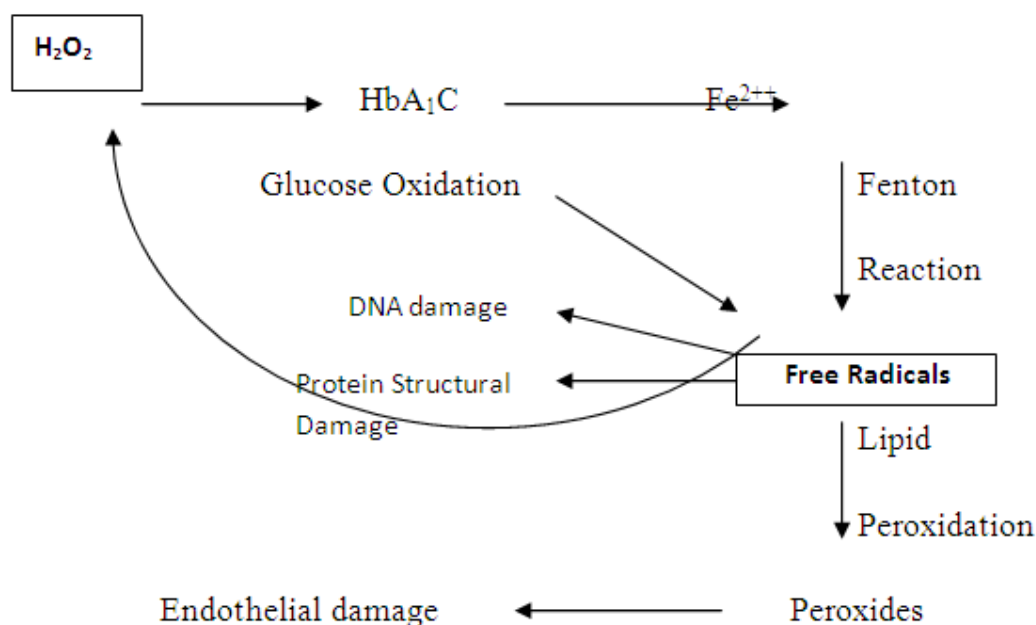 H₂O₂
HbA₁C
Fe²⁺⁺
Glucose Oxidation
Fenton
Reaction
DNA damage
Protein Structural
Damage
Free Radicals
Lipid
Peroxidation
Endothelial damage
Peroxides